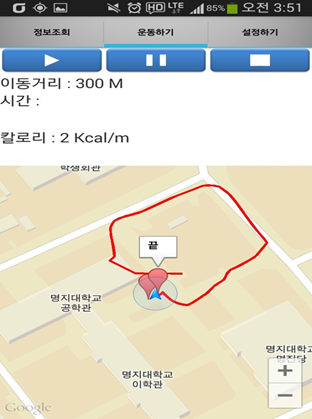 HD LTE 85% 오전 3:51
정보조회 운동하기 설정하기
이동거리 : 300 M
시간 :
칼로리 : 2 Kcal/m
학생회관
끝
명지대학교
공학관
명지대학교
이학관
명지대학교
명진당
Google